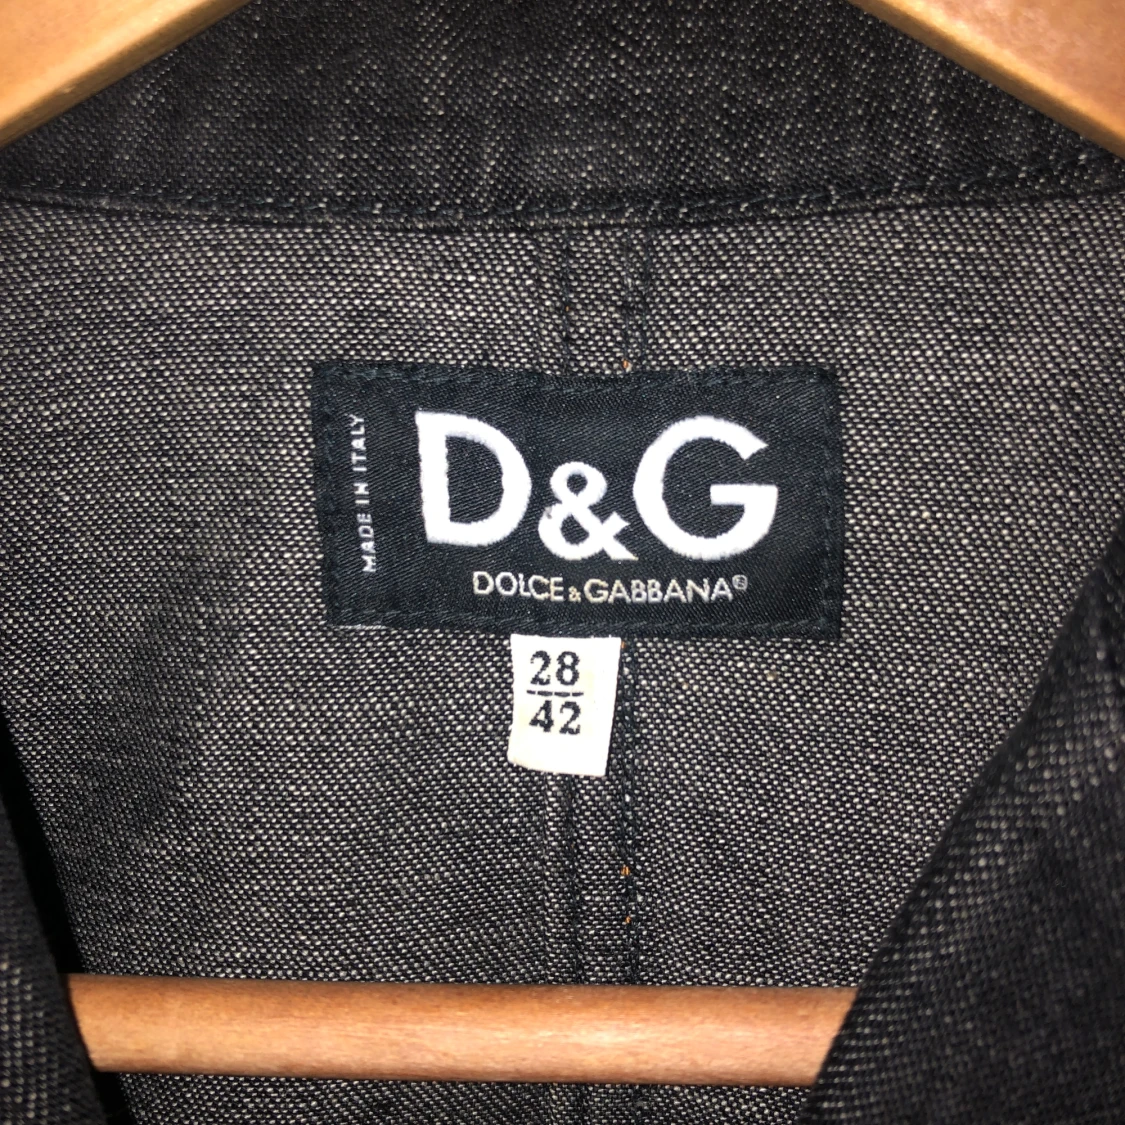 MADE IN ITALY
D&G
DOLCE & GABBANA®
28
42